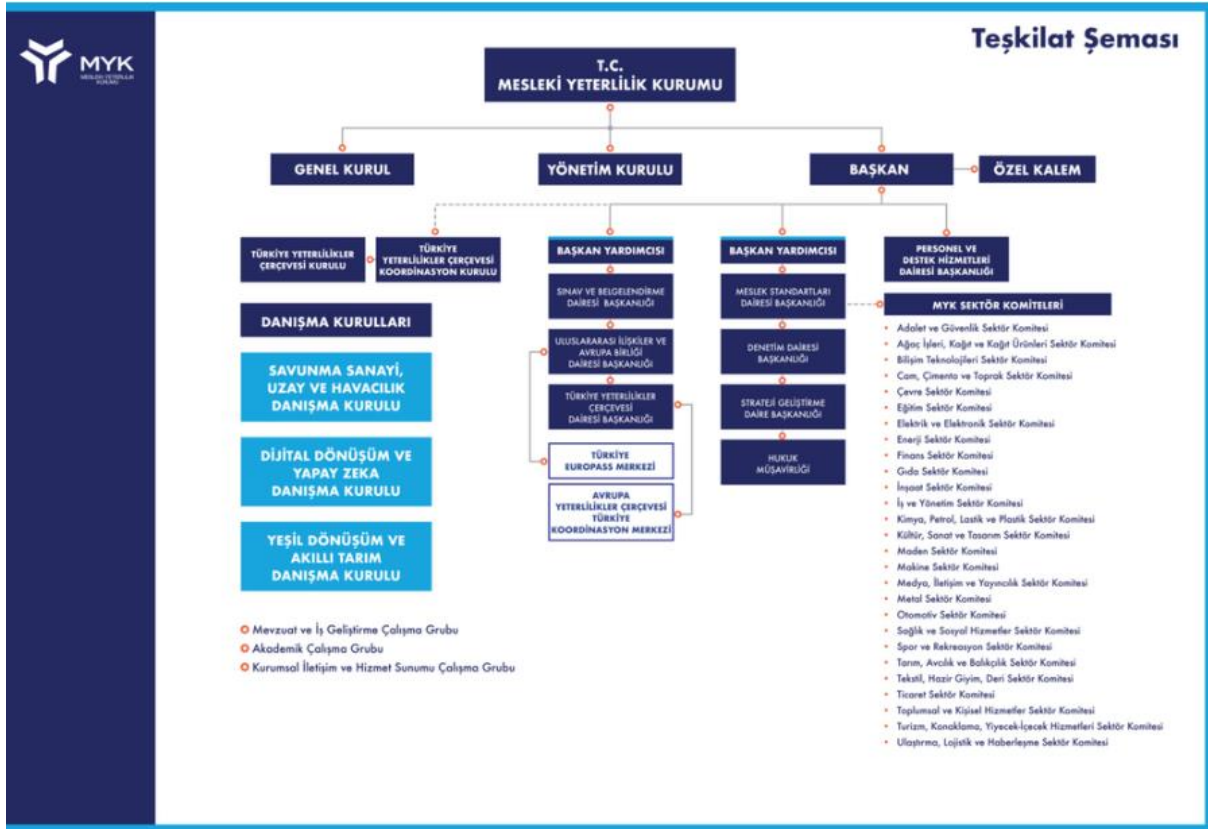 Teşkilat Şeması
MYK
MESLEKİ YETERLİLİK
KURUMU
T.C.
MESLEKİ YETERLİLİK KURUMU
GENEL KURUL
YÖNETİM KURULU
BAŞKAN
ÖZEL KALEM
TÜRKİYE YETERLİLİKLER
ÇERÇEVESİ KURULU
TÜRKİYE
YETERLİLİKLER ÇERÇEVESİ
KOORDİNASYON KURULU
BAŞKAN YARDIMCISI
BAŞKAN YARDIMCISI
PERSONEL VE
DESTEK HİZMETLERİ
DAİRESİ BAŞKANLIĞI
SINAV VE BELGELENDİRME
DAİRESİ BAŞKANLIĞI
ULUSLARARASI İLİŞKİLER VE
AVRUPA BİRLİĞİ
DAİRESİ BAŞKANLIĞI
TÜRKİYE YETERLİLİKLER
ÇERÇEVESİ
DAİRESİ BAŞKANLIĞI
TÜRKİYE
EUROPASS MERKEZİ
AVRUPA
YETERLİLİKLER ÇERÇEVESİ
TÜRKİYE
KOORDİNASYON MERKEZİ
MESLEK STANDARTLARI
DAİRESİ BAŞKANLIĞI
DENETİM DAİRESİ
BAŞKANLIĞI
STRATEJİ GELİŞTİRME
DAİRE BAŞKANLIĞI
HUKUK
MÜŞAVİRLİĞİ
DANIŞMA KURULLARI
SAVUNMA SANAYİ,
UZAY VE HAVACILIK
DANIŞMA KURULU
DİJİTAL DÖNÜŞÜM VE
YAPAY ZEKA
DANIŞMA KURULU
YEŞİL DÖNÜŞÜM VE
AKILLI TARIM
DANIŞMA KURULU
Mevzuat ve İş Geliştirme Çalışma Grubu
Akademik Çalışma Grubu
Kurumsal İletişim ve Hizmet Sunumu Çalışma Grubu
MYK SEKTÖR KOMİTELERİ
Adalet ve Güvenlik Sektör Komitesi
Ağaç İşleri, Kağıt ve Kağıt Ürünleri Sektör Komitesi
Bilişim Teknolojileri Sektör Komitesi
Cam, Çimento ve Toprak Sektör Komitesi
Çevre Sektör Komitesi
Eğitim Sektör Komitesi
Elektrik ve Elektronik Sektör Komitesi
Enerji Sektör Komitesi
Finans Sektör Komitesi
Gıda Sektör Komitesi
İnşaat Sektör Komitesi
İş ve Yönetim Sektör Komitesi
Kimya, Petrol, Lastik ve Plastik Sektör Komitesi
Kültür, Sanat ve Tasarım Sektör Komitesi
Maden Sektör Komitesi
Makine Sektör Komitesi
Medya, İletişim ve Yayıncılık Sektör Komitesi
Metal Sektör Komitesi
Otomotiv Sektör Komitesi
Sağlık ve Sosyal Hizmetler Sektör Komitesi
Spor ve Rekreasyon Sektör Komitesi
Tarım, Avcılık ve Balıkçılık Sektör Komitesi
Tekstil, Hazir Giyim, Deri Sektör Komitesi
Ticaret Sektör Komitesi
Toplumsal ve Kişisel Hizmetler Sektör Komitesi
Turizm, Konaklama, Yiyecek-İçecek Hizmetleri Sektör Komitesi
Ulaştırma, Lojistik ve Haberleşme Sektör Komitesi